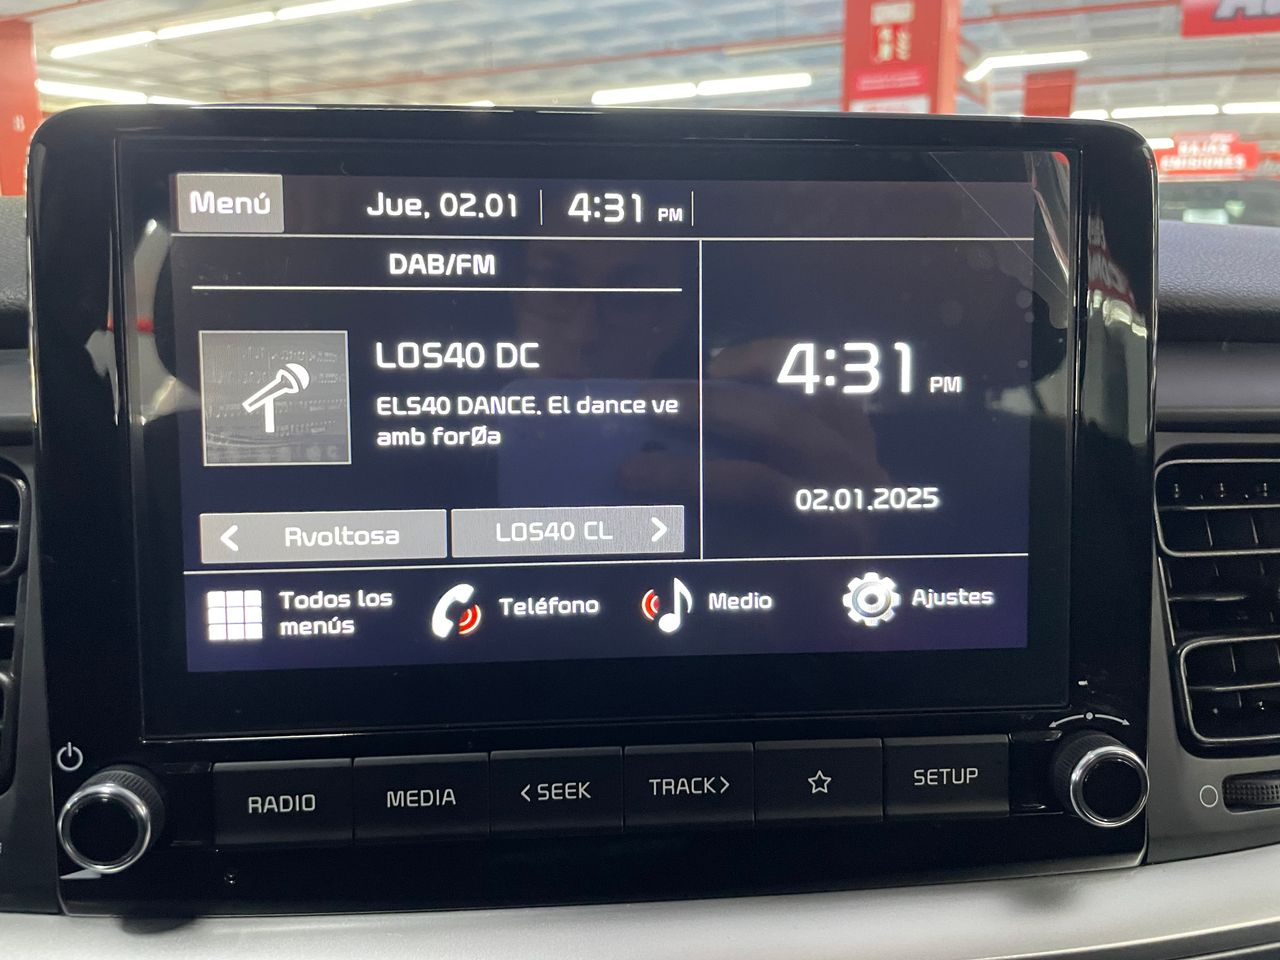 BAJAS
EMISIONES
Menú
Jue, 02.01
4:31 PM
DAB/FM
LOS40 DC
ELS40 DANCE. El dance ve
amb forØa
4:31 PM
02.01.2025
< Rvoltosa
LOS40 CL >
Todos los
menús
Teléfono
Medio
Ajustes
RADIO
MEDIA
<SEEK
TRACK>
☆
SETUP